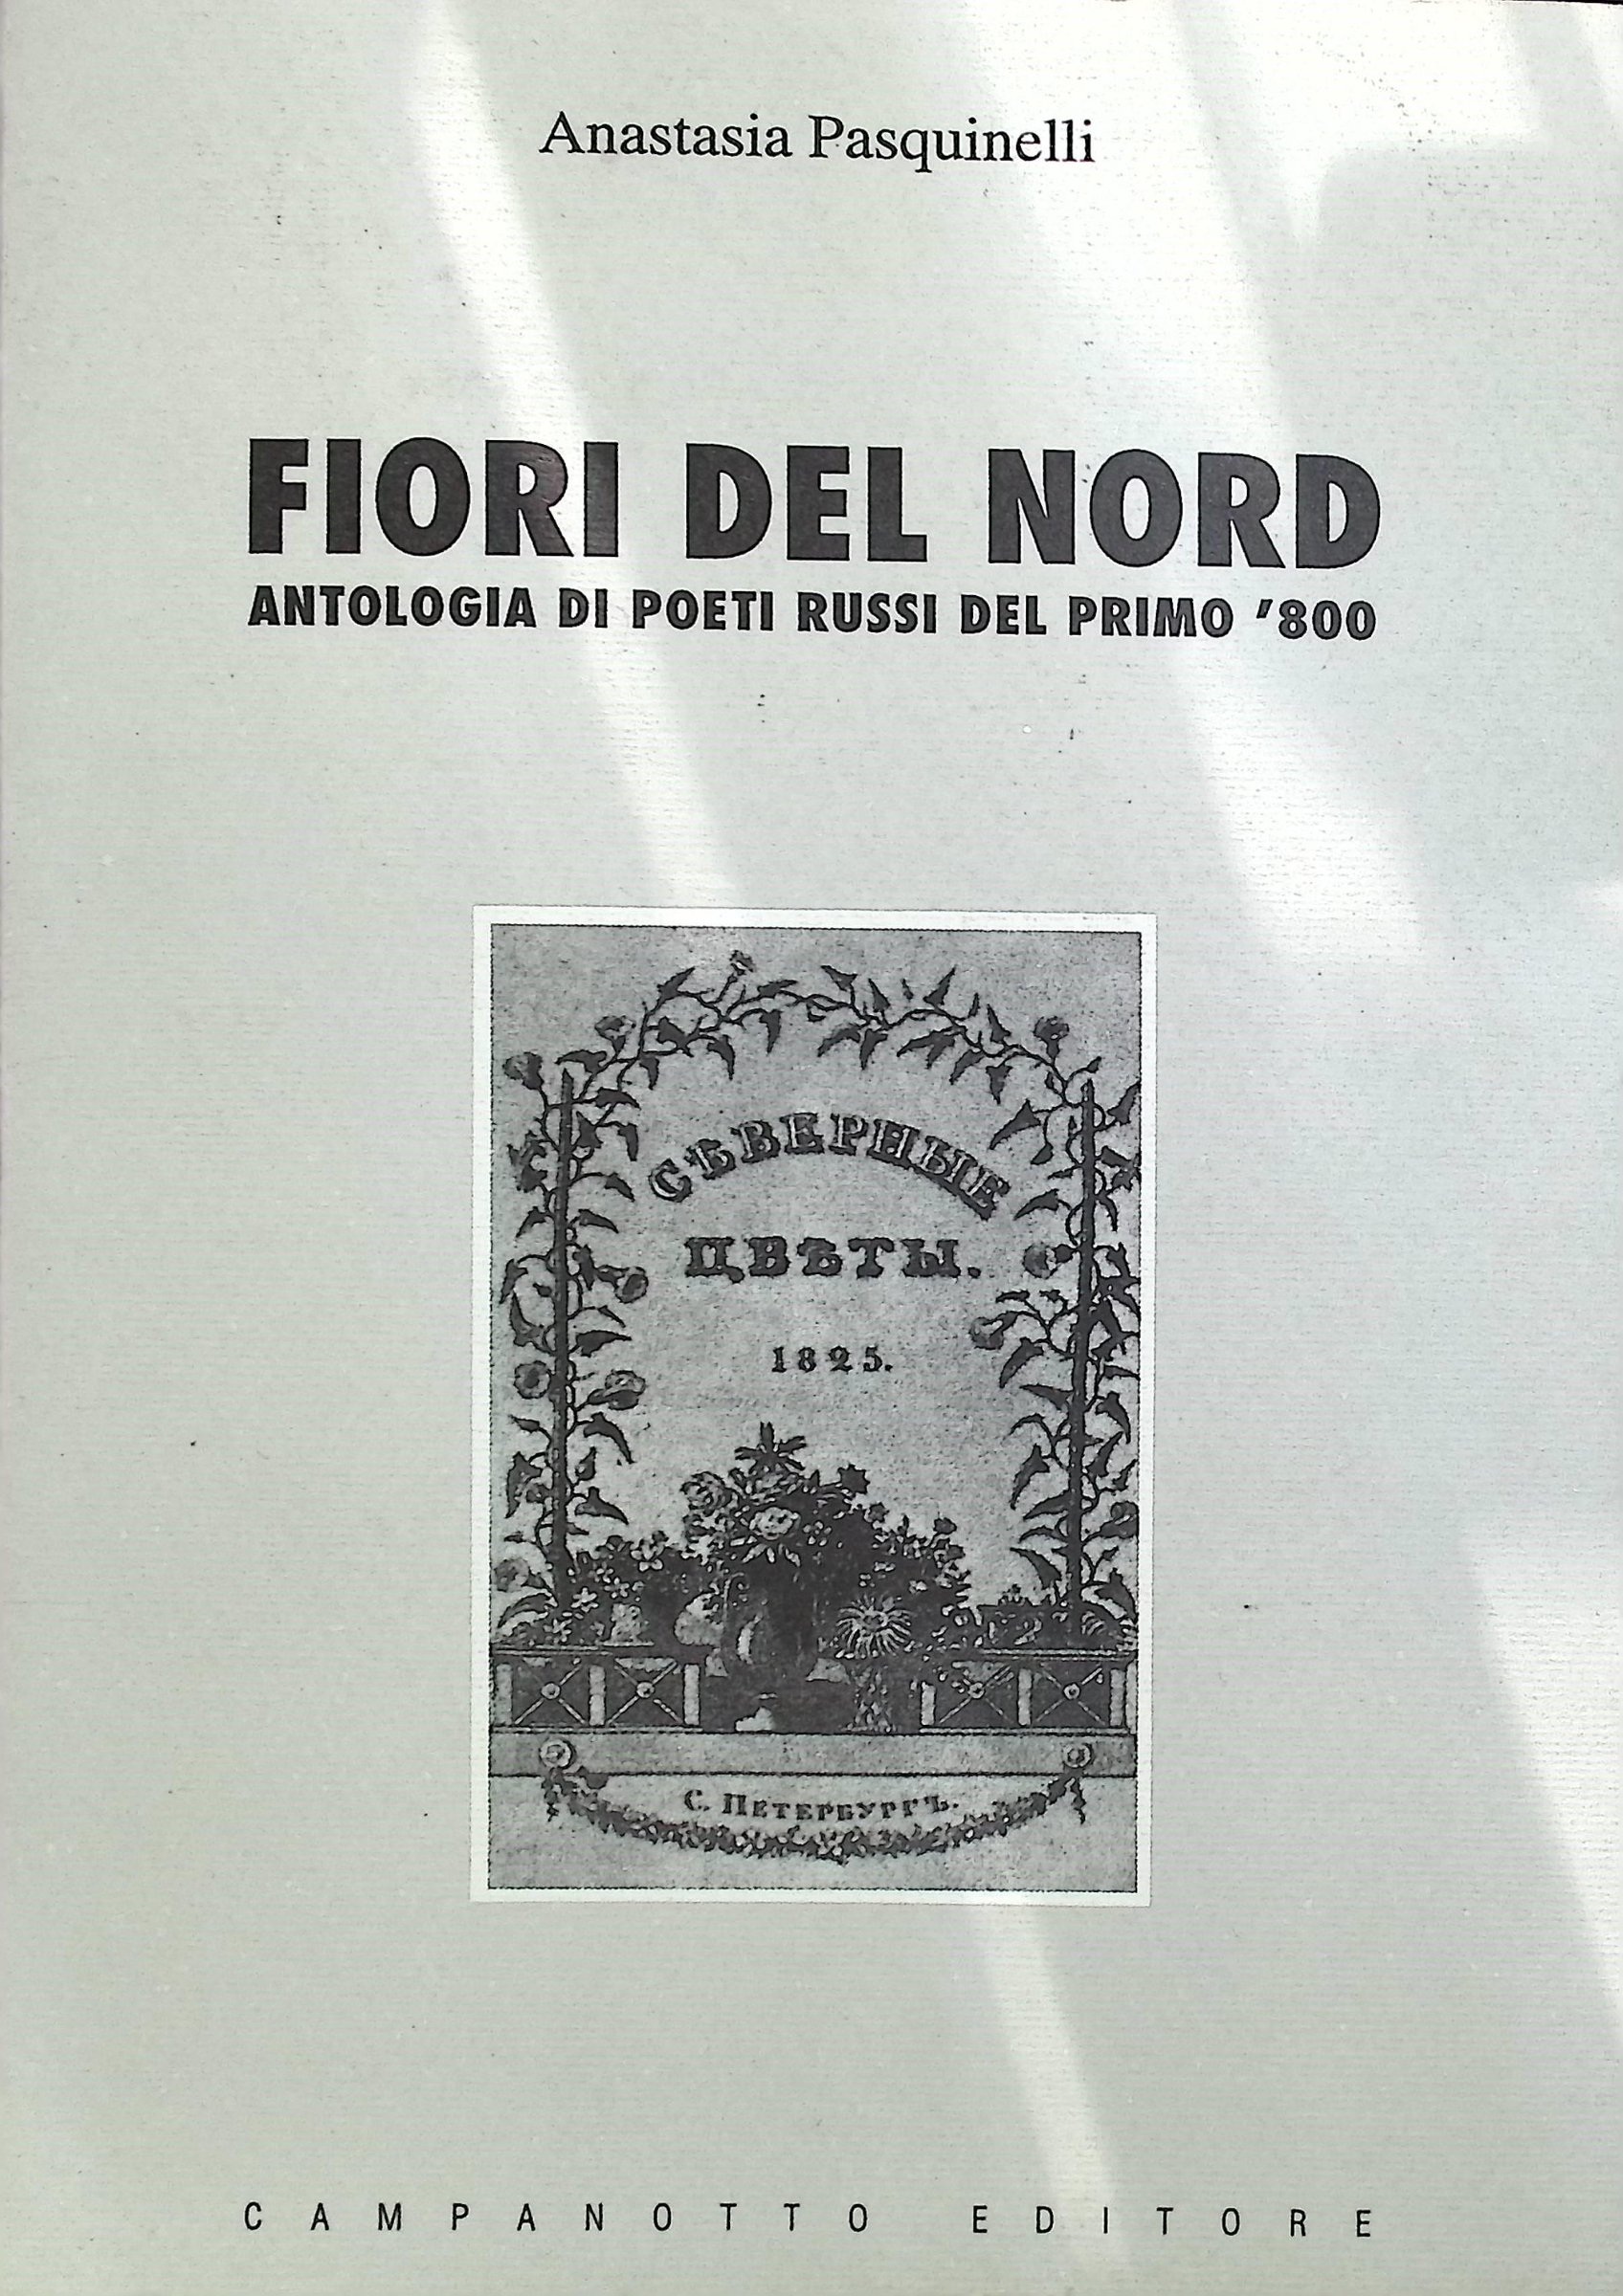 Anastasia Pasquinelli
FIORI DEL NORD
ANTOLOGIA DI POETI RUSSI DEL PRIMO '800
СѢВЕРНЫЕ
ЦВѢТЫ.
1825.
С. ПЕТЕРБУРГЪ.
CAMPANOTTO EDITORE